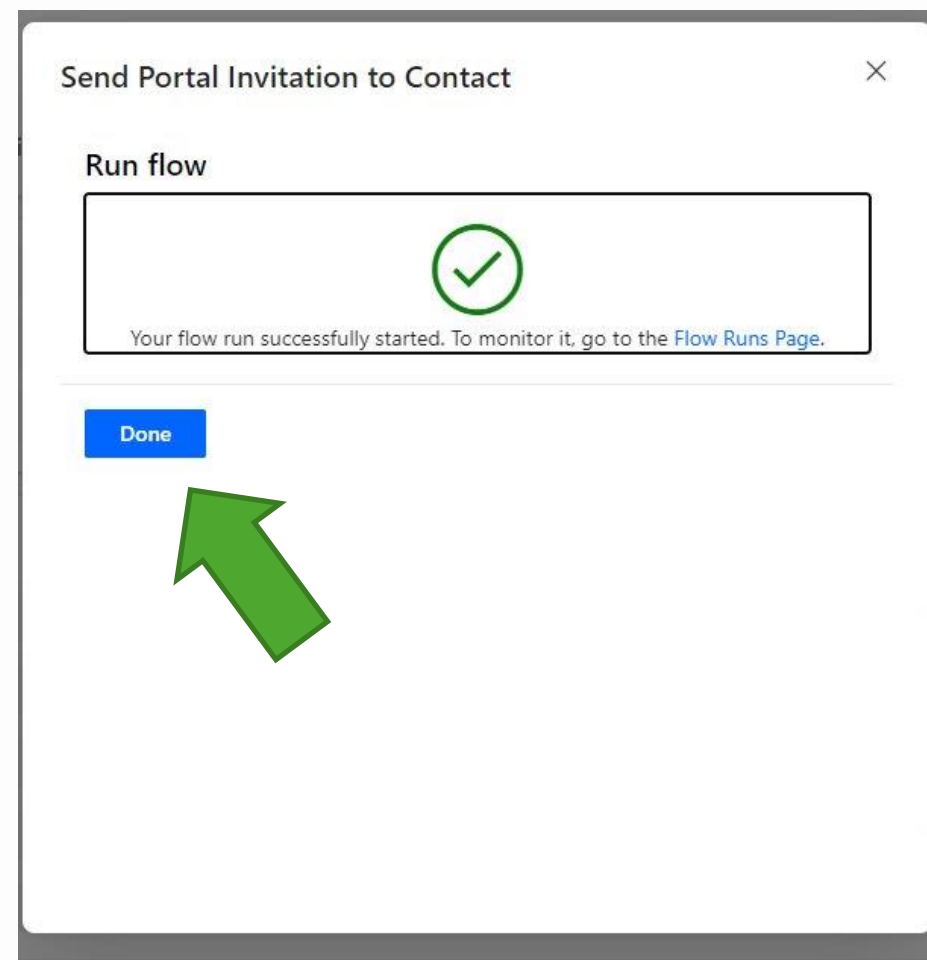 Send Portal Invitation to Contact
Run flow
Your flow run successfully started. To monitor it, go to the Flow Runs Page.
Done